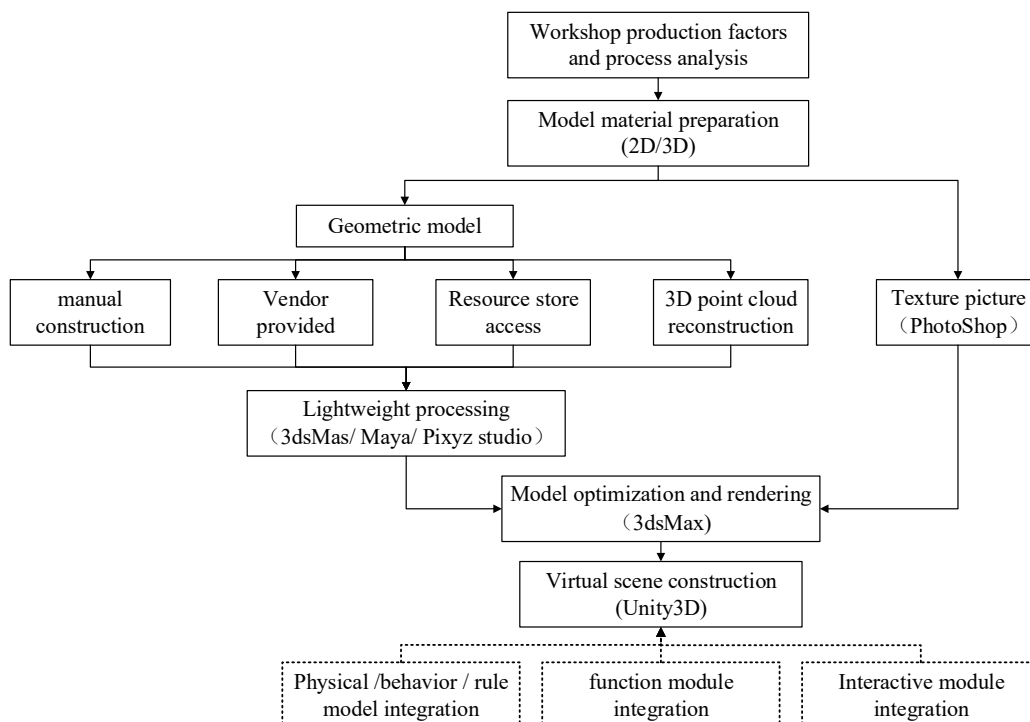 Workshop production factors
and process analysis
Model material preparation
(2D/3D)
Geometric model
manual
construction
Vendor
provided
Resource store
access
3D point cloud
reconstruction
Texture picture
（PhotoShop）
Lightweight processing
（3dsMas/ Maya/ Pixyz studio）
Model optimization and rendering
（3dsMax)
Virtual scene construction
(Unity3D)
Physical /behavior / rule
model integration
function module
integration
Interactive module
integration